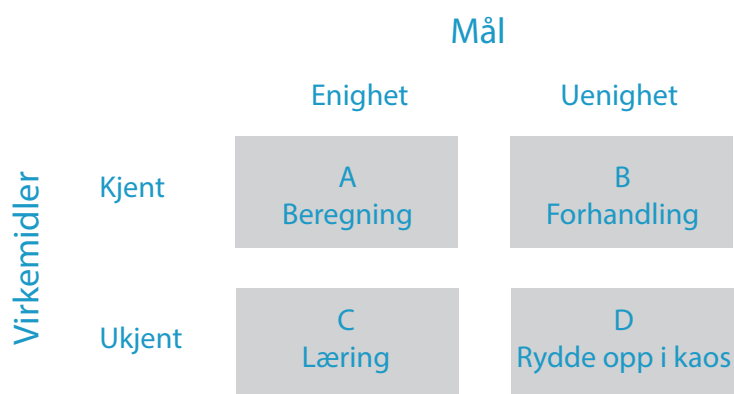 Mål
Enighet
Uenighet
Virkemidler
Kjent
A
Beregning
B
Forhandling
Ukjent
C
Læring
D
Rydde opp i kaos